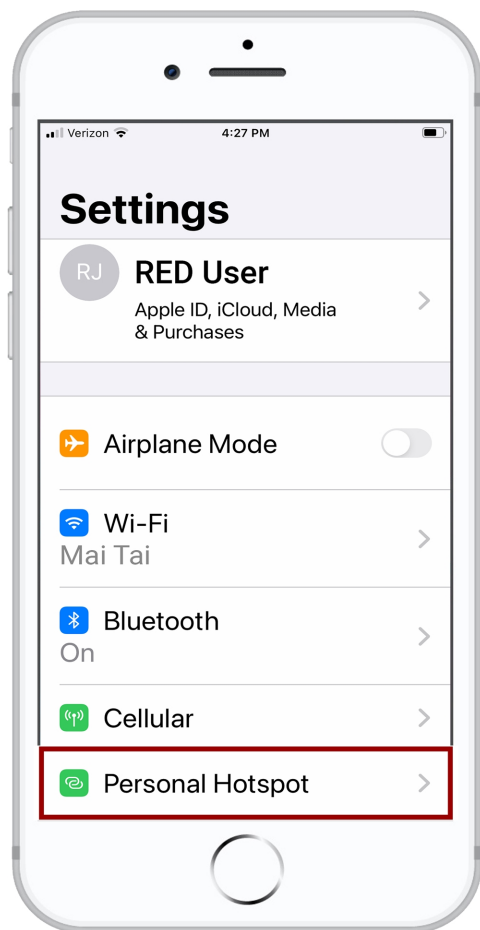 Verizon 4:27 PM
Settings
RJ
RED User
Apple ID, iCloud, Media
& Purchases
Airplane Mode
Wi-Fi
Mai Tai
Bluetooth
On
Cellular
Personal Hotspot